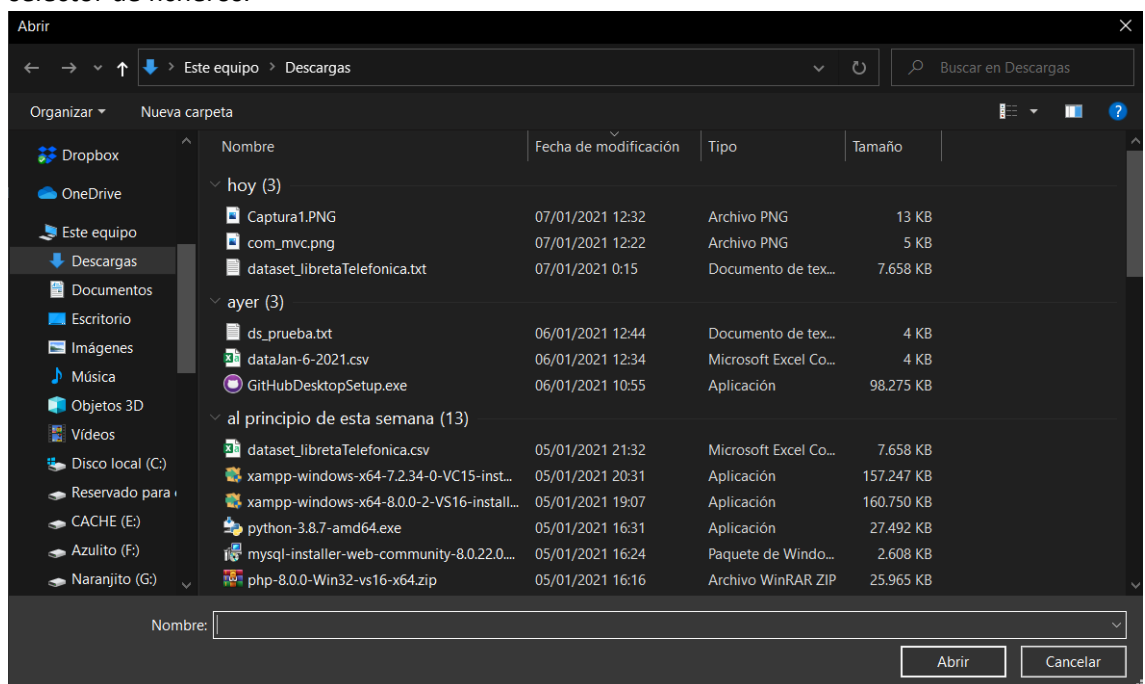 selector de ficheros.
Abrir
Este equipo > Descargas
Buscar en Descargas
Organizar Nueva carpeta
Nombre Fecha de modificación Tipo Tamaño
hoy (3)
Captura1.PNG 07/01/2021 12:32 Archivo PNG 13 KB
com_mvc.png 07/01/2021 12:22 Archivo PNG 5 KB
dataset_libretaTelefonica.txt 07/01/2021 0:15 Documento de tex... 7.658 KB
ayer (3)
ds_prueba.txt 06/01/2021 12:44 Documento de tex... 4 KB
dataJan-6-2021.csv 06/01/2021 12:34 Microsoft Excel Co... 4 KB
GitHubDesktopSetup.exe 06/01/2021 10:55 Aplicación 98.275 KB
al principio de esta semana (13)
dataset_libretaTelefonica.csv 05/01/2021 21:32 Microsoft Excel Co... 7.658 KB
xampp-windows-x64-7.2.34-0-VC15-inst... 05/01/2021 20:31 Aplicación 157.247 KB
xampp-windows-x64-8.0.0-2-VS16-install... 05/01/2021 19:07 Aplicación 160.750 KB
python-3.8.7-amd64.exe 05/01/2021 16:31 Aplicación 27.492 KB
mysql-installer-web-community-8.0.22.0.... 05/01/2021 16:24 Paquete de Windo... 2.608 KB
php-8.0.0-Win32-vs16-x64.zip 05/01/2021 16:16 Archivo WinRAR ZIP 25.965 KB
Dropbox
OneDrive
Este equipo
Descargas
Documentos
Escritorio
Imágenes
Música
Objetos 3D
Vídeos
Disco local (C:)
Reservado para
CACHE (E:)
Azulito (F:)
Naranjito (G:)
Nombre:
Abrir Cancelar